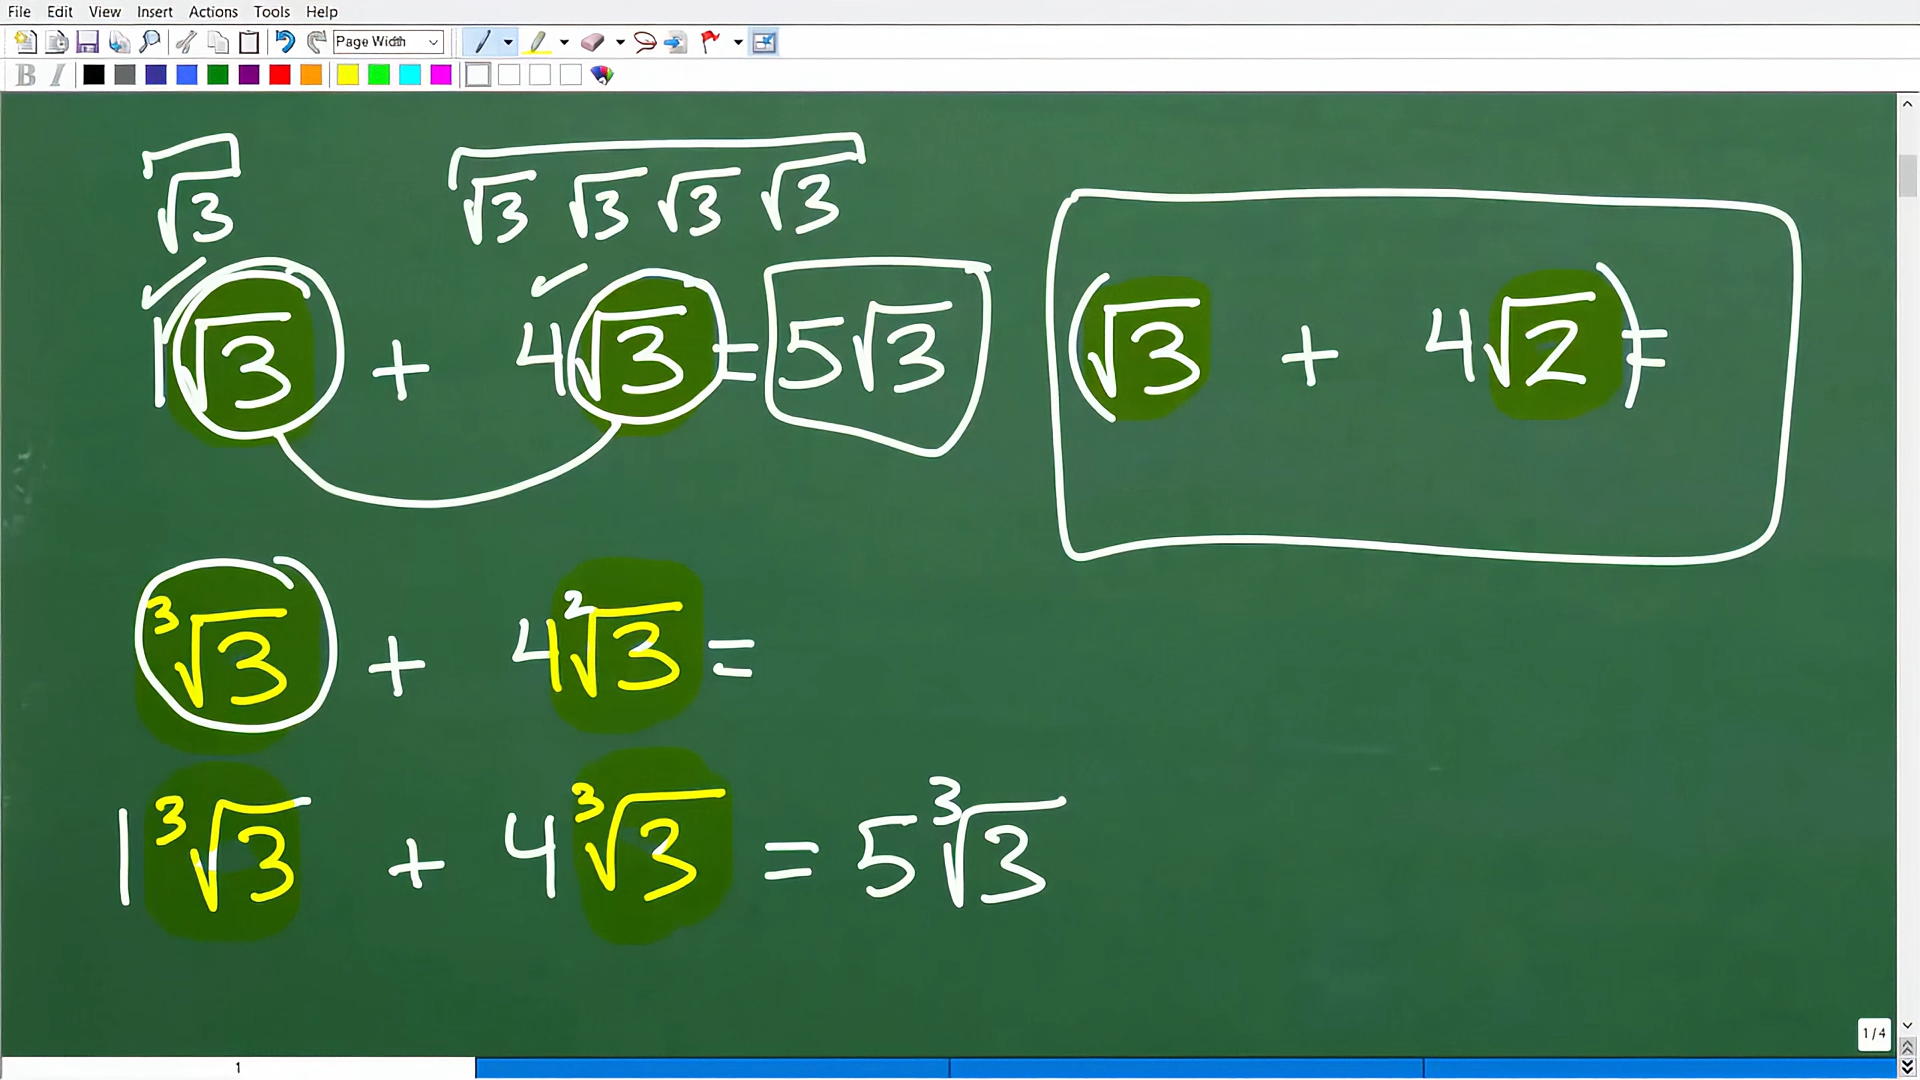 File Edit View Insert Actions Tools Help
Page Width
B I
√3 √3 √3 √3 √3
1√3 + 4√3 = 5√3
(√3 + 4√2) =
³√3 + 4²√3 =
1³√3 + 4³√3 = 5³√3
1/4
1